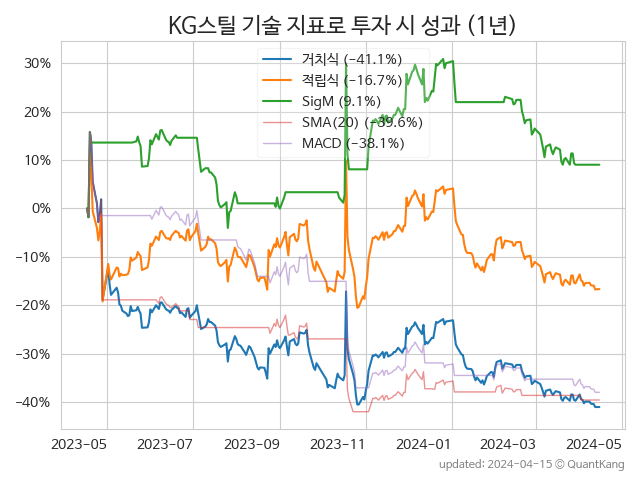 KG스틸 기술 지표로 투자 시 성과 (1년)
거치식 (−41.1%)
적립식 (−16.7%)
SigM (9.1%)
SMA(20) (−39.6%)
MACD (−38.1%)
30%
20%
10%
0%
−10%
−20%
−30%
−40%
2023-05 2023-07 2023-09 2023-11 2024-01 2024-03 2024-05
updated: 2024-04-15 © QuantKang